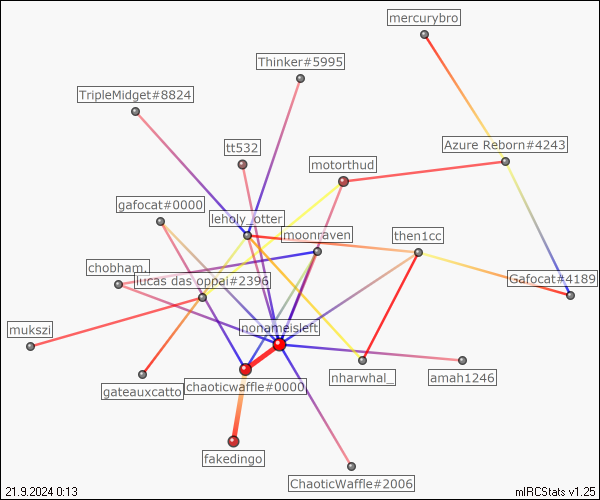 mercurybro
Thinker#5995
TripleMidget#8824
Azure Reborn#4243
tt532
motorthud
gafocat#0000
leholy_otter
moonraven
then1cc
chobham_
lucas das oppai#2396
Gafocat#4189
mukszi
nonameisleft
chaoticwaffle#0000
nharwhal_
amah1246
gateauxcatto
fakedingo
ChaoticWaffle#2006
21.9.2024 0:13
mIRCStats v1.25